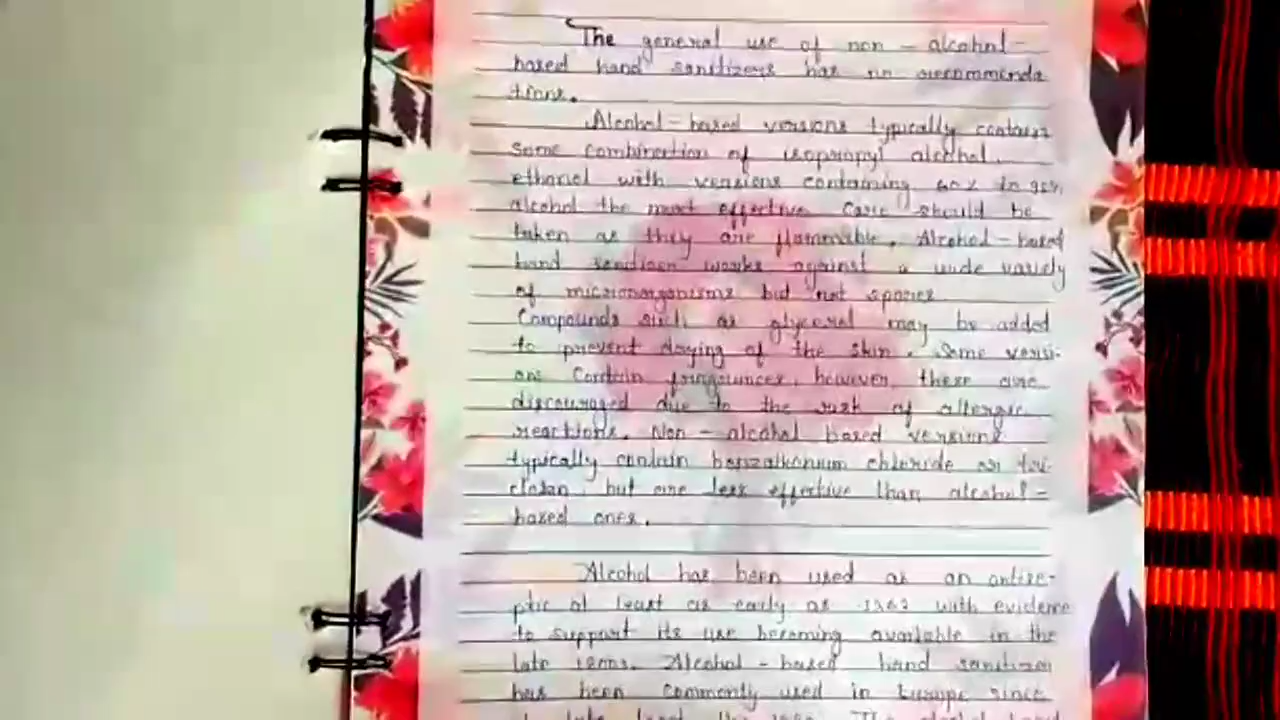 The general use of non - alcohol -
based hand sanitizers has no recommenda
tions.
Alcohol - based versions typically contain
some combination of isopropyl alcohol.
ethanol with versions containing 60%
alcohol the most effective Care should be
taken as they are flammable. Alcohol - based
hand works against a wide variety
of microorganisms but not
Compounds such as glycerol may be added
to prevent drying of the skin. Some versi-
ons contain however, these are
discouraged due to the risk of allergic
reactions. Non - alcohol based versions
typically contain benzalkonium chloride or tri-
closan, but are less effective than alcohol -
based ones.
Alcohol has been used as an antise-
ptic at least as early as 1363 with evidence
to support its use becoming available in the
late Alcohol - based hand sanitizer
has been commonly used in Europe since